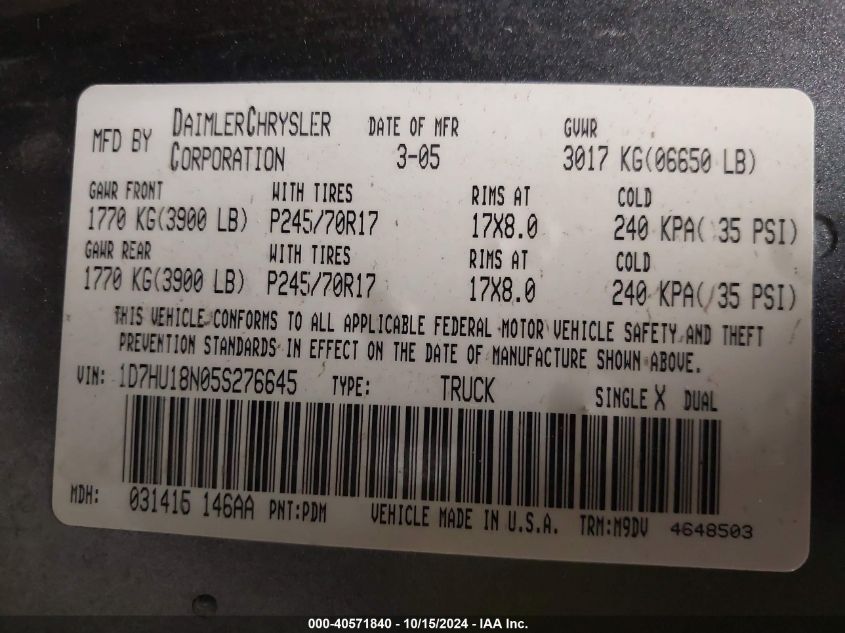 MFD BY DAIMLERCHRYSLER CORPORATION DATE OF MFR 3-05 GVWR 3017 KG(06650 LB)
GAWR FRONT WITH TIRES RIMS AT COLD
1770 KG(3900 LB) P245/70R17 17X8.0 240 KPA( 35 PSI)
GAWR REAR WITH TIRES RIMS AT COLD
1770 KG(3900 LB) P245/70R17 17X8.0 240 KPA( 35 PSI)
THIS VEHICLE CONFORMS TO ALL APPLICABLE FEDERAL MOTOR VEHICLE SAFETY AND THEFT
PREVENTION STANDARDS IN EFFECT ON THE DATE OF MANUFACTURE SHOWN ABOVE.
VIN: 1D7HU18N05S276645 TYPE: TRUCK SINGLE X DUAL
MDH: 031415 146AA PNT:PDM VEHICLE MADE IN U.S.A. TRM:M9DV 4648503
000-40571840 - 10/15/2024 - IAA Inc.